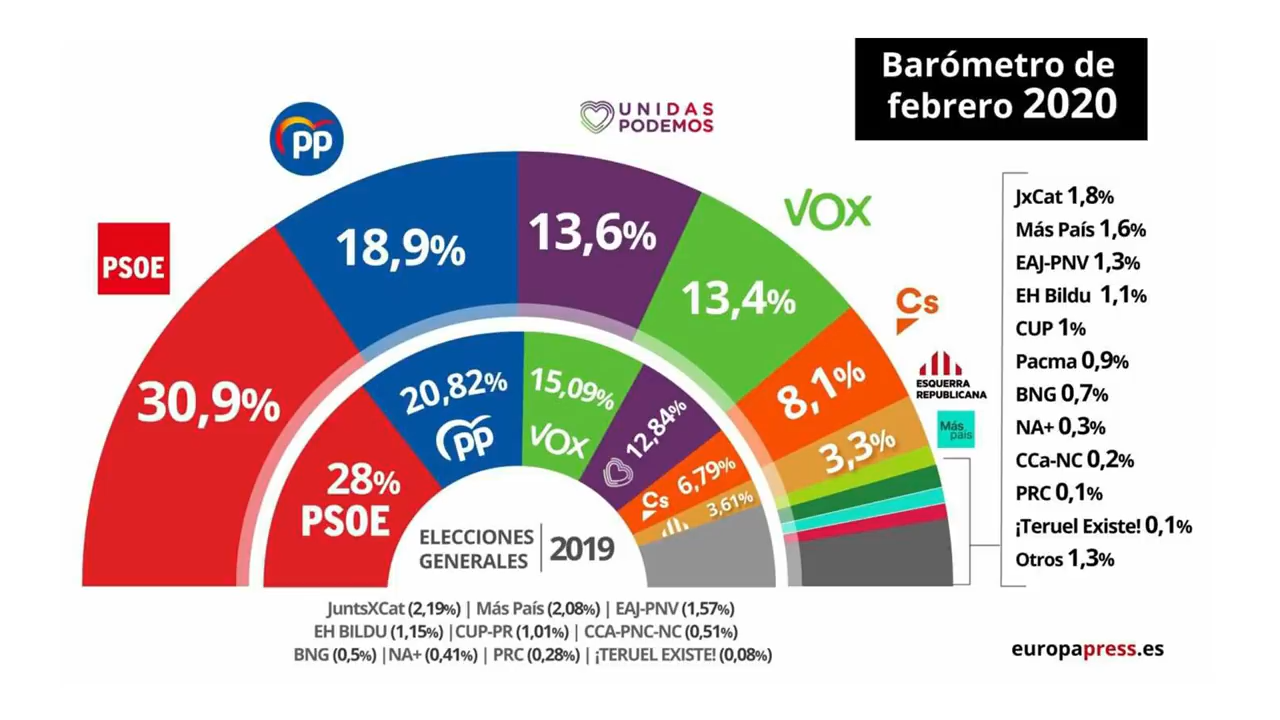 Barómetro de
febrero 2020
UNIDAS
PODEMOS
pp
VOX
PSOE
Cs
ESQUERRA
REPUBLICANA
Más
país
30,9%
18,9%
13,6%
13,4%
8,1%
3,3%
28%
PSOE
20,82%
pp
15,09%
VOX
12,84%
6,79%
Cs
3,61%
ELECCIONES
GENERALES
2019
JxCat 1,8%
Más País 1,6%
EAJ-PNV 1,3%
EH Bildu 1,1%
CUP 1%
Pacma 0,9%
BNG 0,7%
NA+ 0,3%
CCa-NC 0,2%
PRC 0,1%
¡Teruel Existe! 0,1%
Otros 1,3%
JuntsXCat (2,19%) | Más País (2,08%) | EAJ-PNV (1,57%)
EH BILDU (1,15%) |CUP-PR (1,01%) | CCA-PNC-NC (0,51%)
BNG (0,5%) |NA+ (0,41%) | PRC (0,28%) | ¡TERUEL EXISTE! (0,08%)
europapress.es